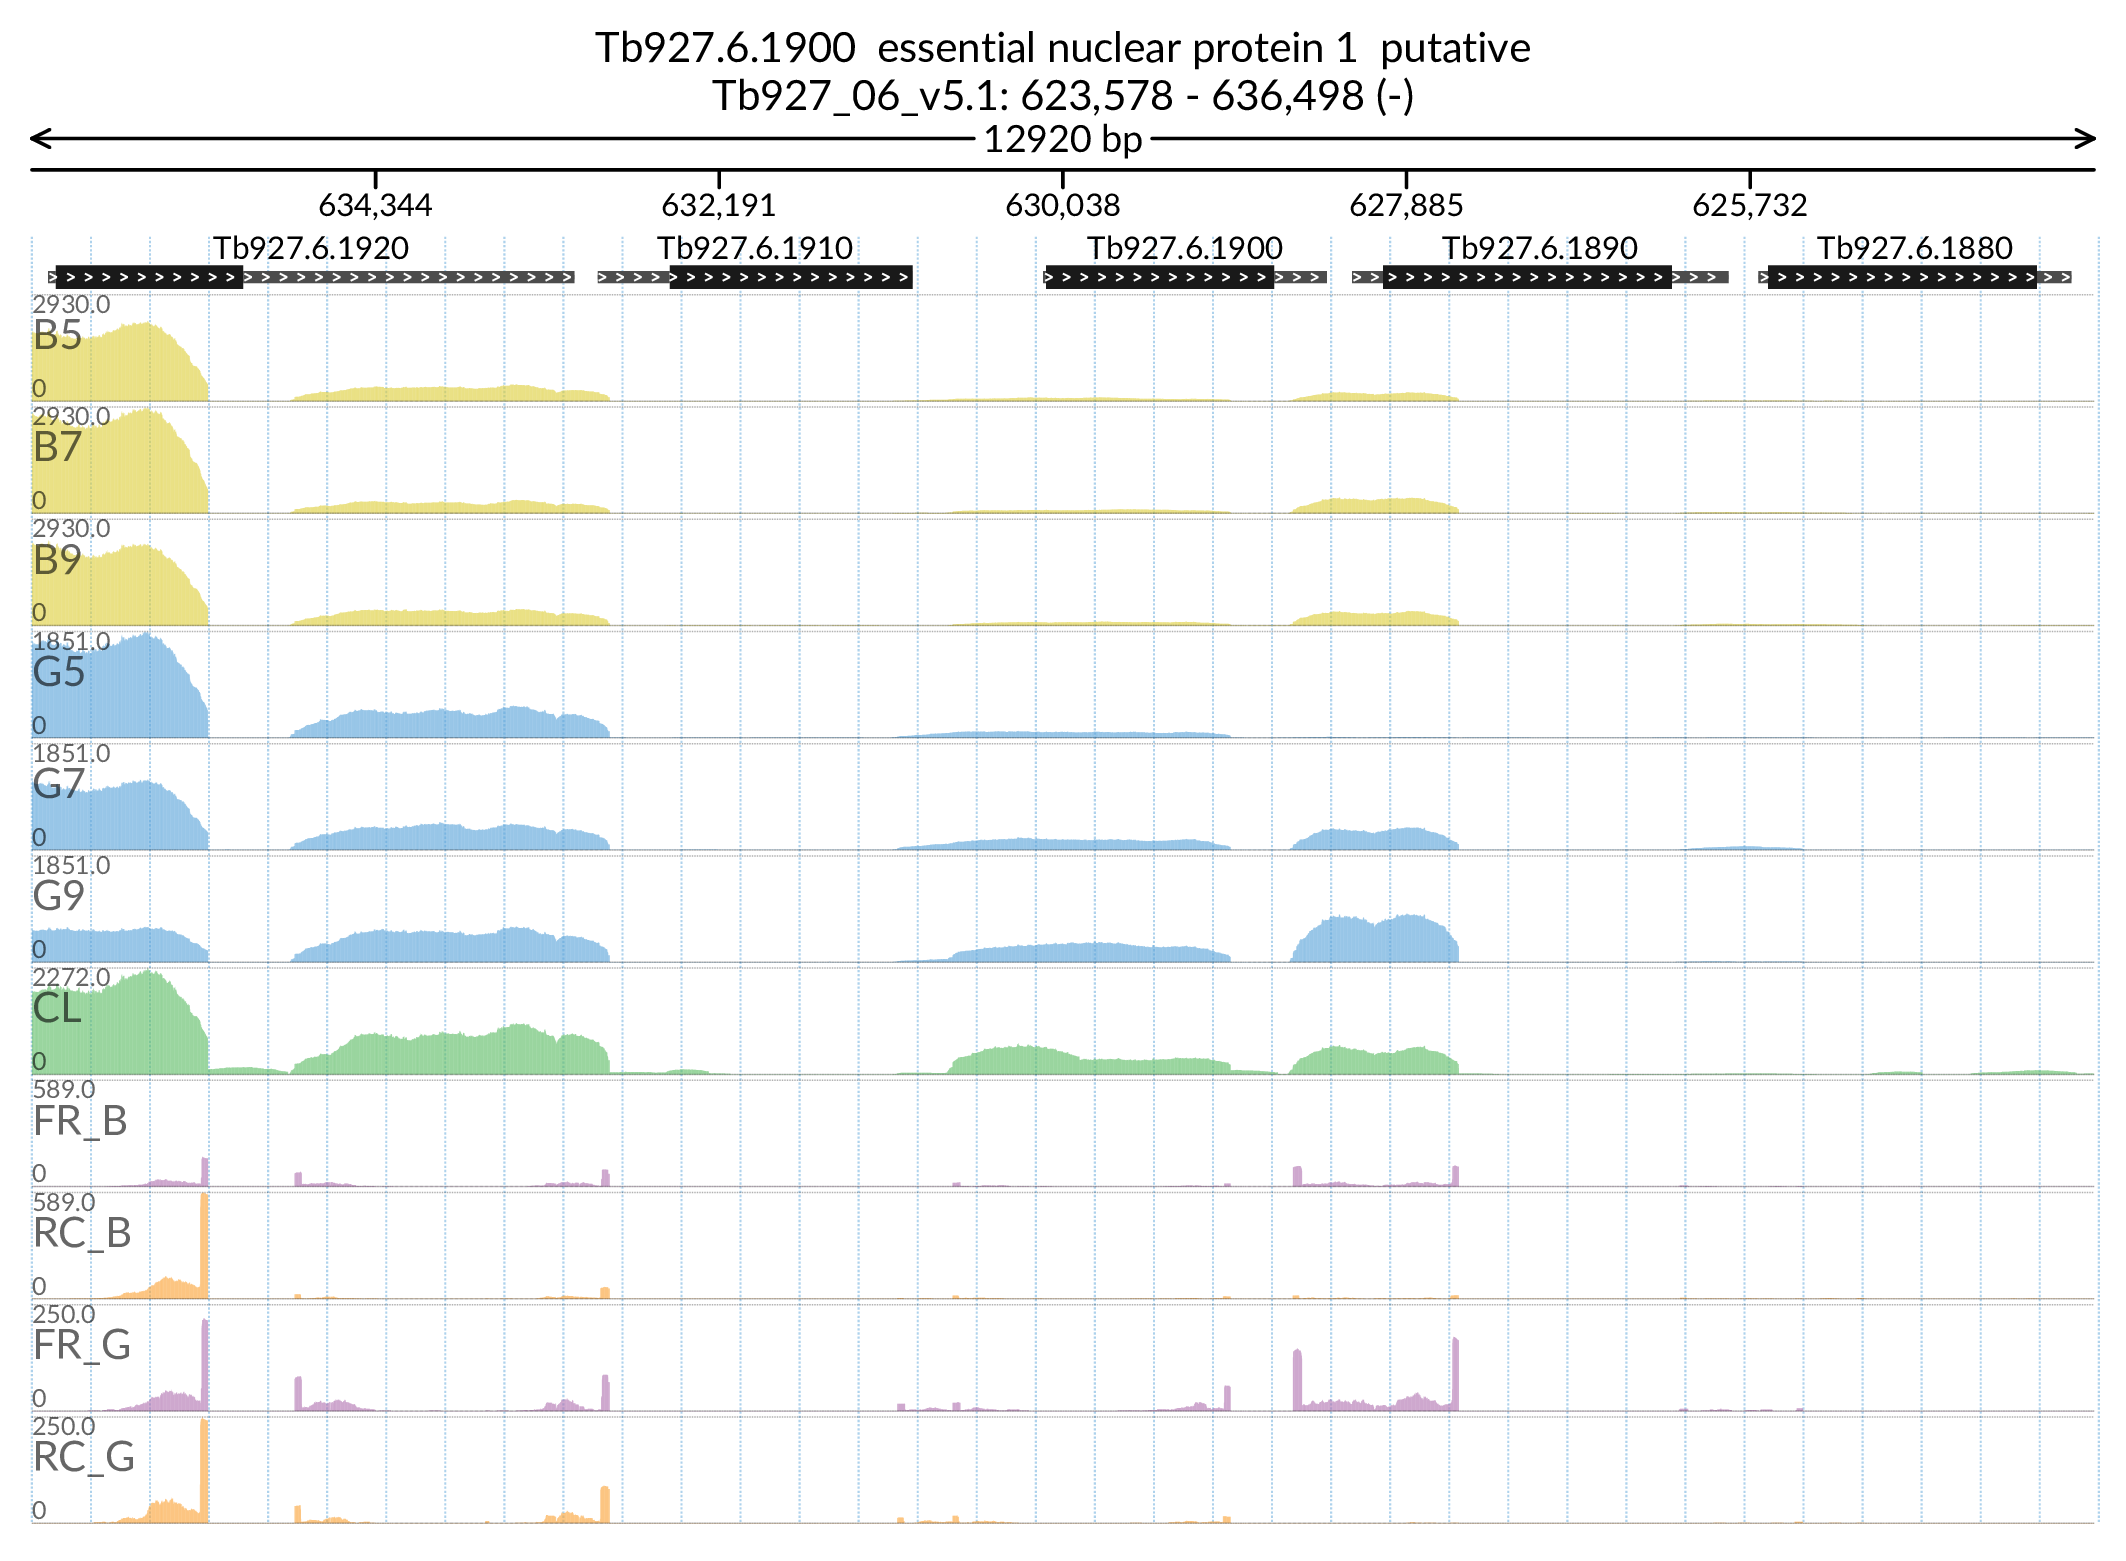 Tb927.6.1900  essential nuclear protein 1  putative
Tb927_06_v5.1: 623,578 - 636,498 (-)
12920 bp
634,344 632,191 630,038 627,885 625,732
Tb927.6.1920 Tb927.6.1910 Tb927.6.1900 Tb927.6.1890 Tb927.6.1880
2930.0
B5
0
2930.0
B7
0
2930.0
B9
0
1851.0
G5
0
1851.0
G7
0
1851.0
G9
0
2272.0
CL
0
589.0
FR_B
0
589.0
RC_B
0
250.0
FR_G
0
250.0
RC_G
0